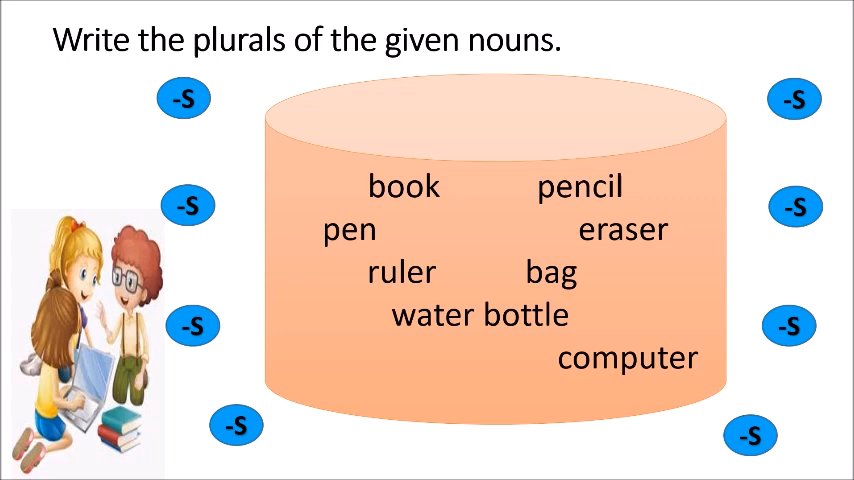 Write the plurals of the given nouns.
-S
-S
book pencil
-S
-S
pen eraser
ruler bag
water bottle
-S
-S
computer
-S
-S